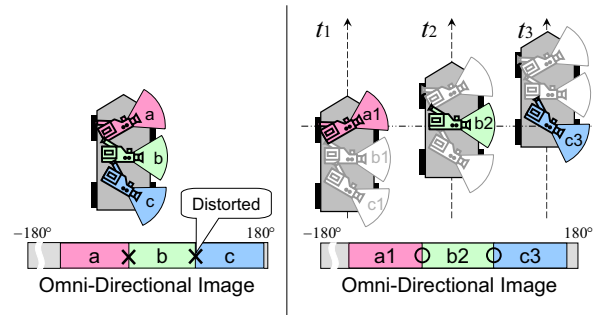 a
b
c
Distorted
−180° 180°
a b c
Omni-Directional Image
t1 t2 t3
a1 b2 c3
b1
c1
−180° 180°
a1 b2 c3
Omni-Directional Image